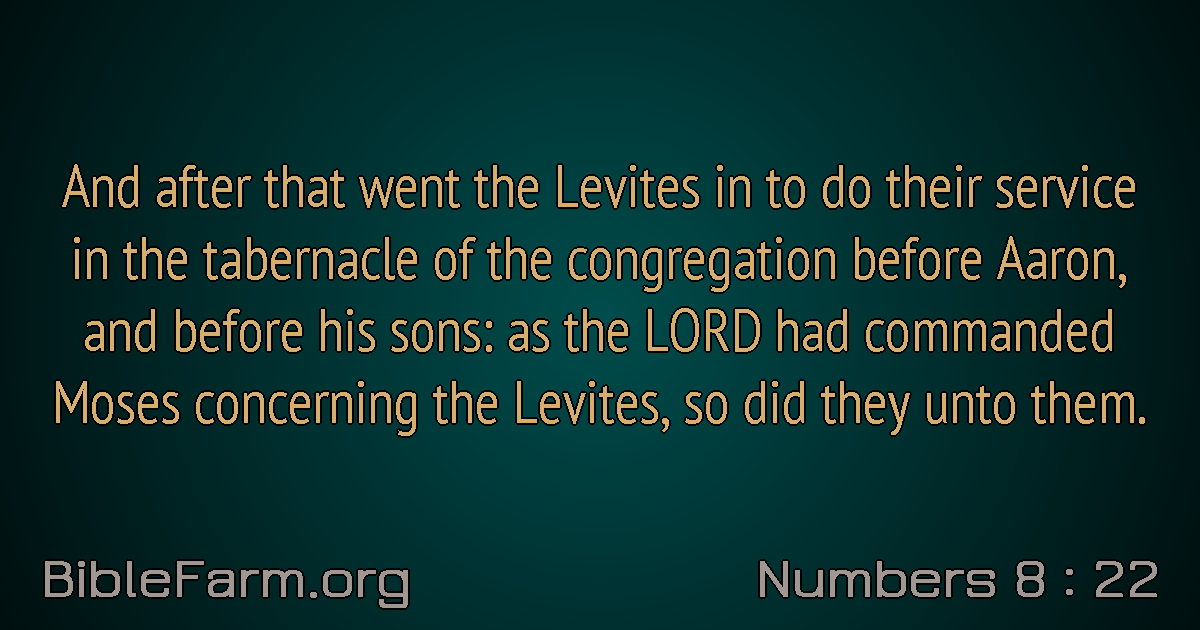 And after that went the Levites in to do their service
in the tabernacle of the congregation before Aaron,
and before his sons: as the LORD had commanded
Moses concerning the Levites, so did they unto them.
BibleFarm.org
Numbers 8 : 22